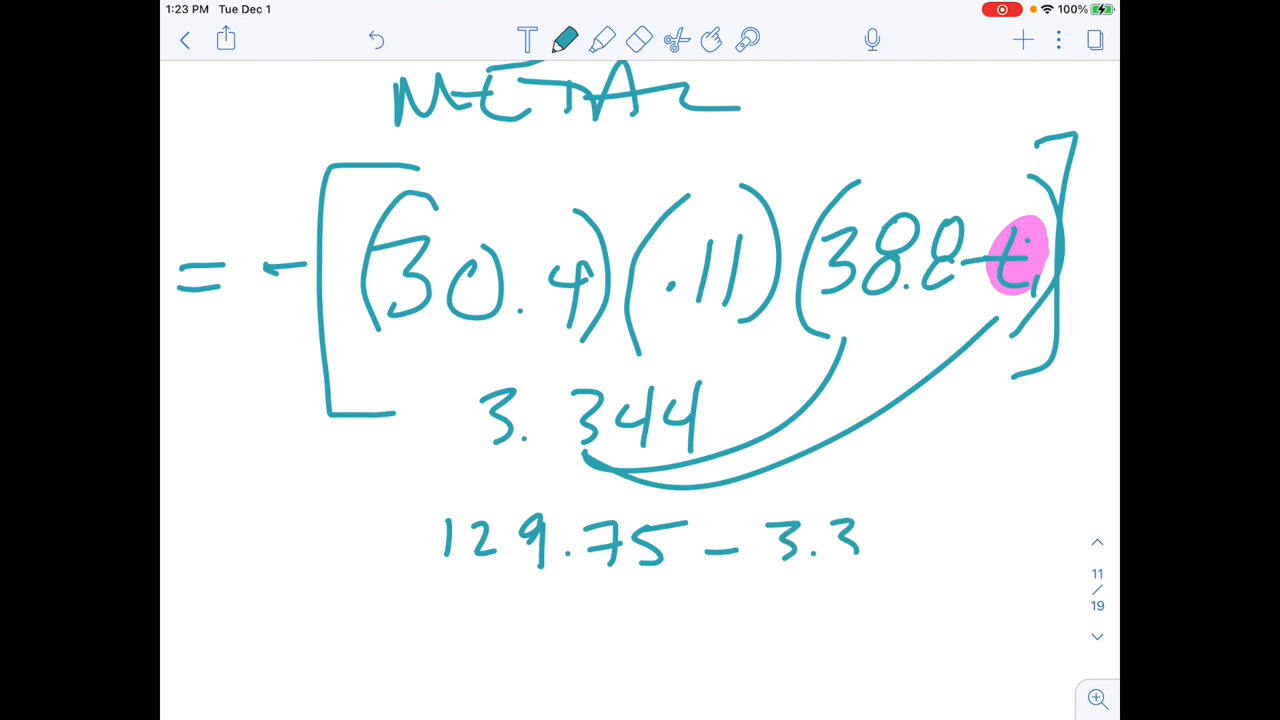 1:23 PM Tue Dec 1
100%
T
METAL
= -[(30.4)(.11)(38.8-ti)]
3.344
129.75 - 3.3
11
/
19